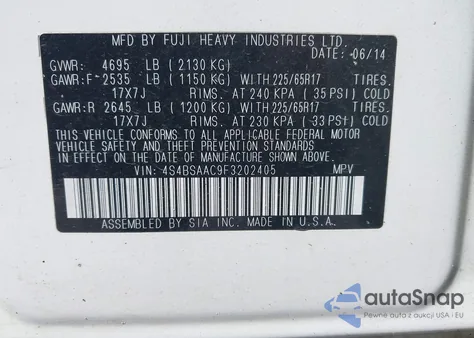 MFD BY FUJI HEAVY INDUSTRIES LTD.
DATE: 06/14
GVWR: 4695 LB (2130 KG)
GAWR:F 2535 LB (1150 KG) WITH 225/65R17 TIRES.
17X7J RIMS. AT 240 KPA (35 PSI) COLD
GAWR:R 2645 LB (1200 KG) WITH 225/65R17 TIRES.
17X7J RIMS. AT 230 KPA (33 PSI) COLD
THIS VEHICLE CONFORMS TO ALL APPLICABLE FEDERAL MOTOR
VEHICLE SAFETY AND THEFT PREVENTION STANDARDS IN EFFECT
ON THE DATE OF MANUFACTURE SHOWN ABOVE.
VIN: 4S4BSAAC9F3202405 MPV
ASSEMBLED BY SIA INC. MADE IN U.S.A.
autoSnap
Pewne auta z USA i EU